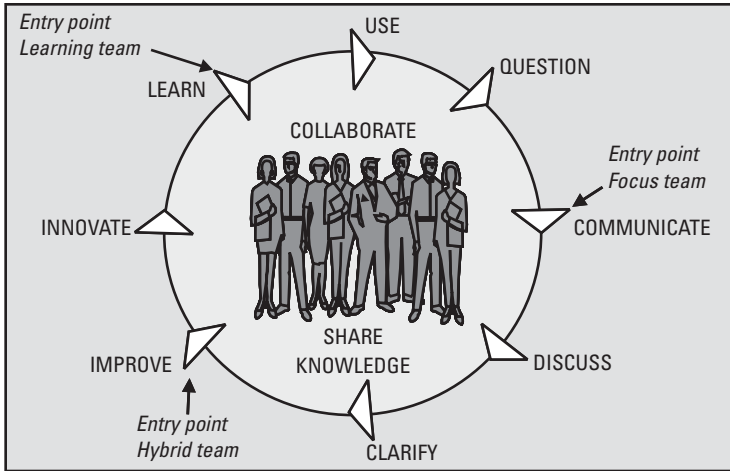 Entry point
Learning team
USE
LEARN
QUESTION
COLLABORATE
Entry point
Focus team
INNOVATE
COMMUNICATE
SHARE
KNOWLEDGE
IMPROVE
DISCUSS
Entry point
Hybrid team
CLARIFY